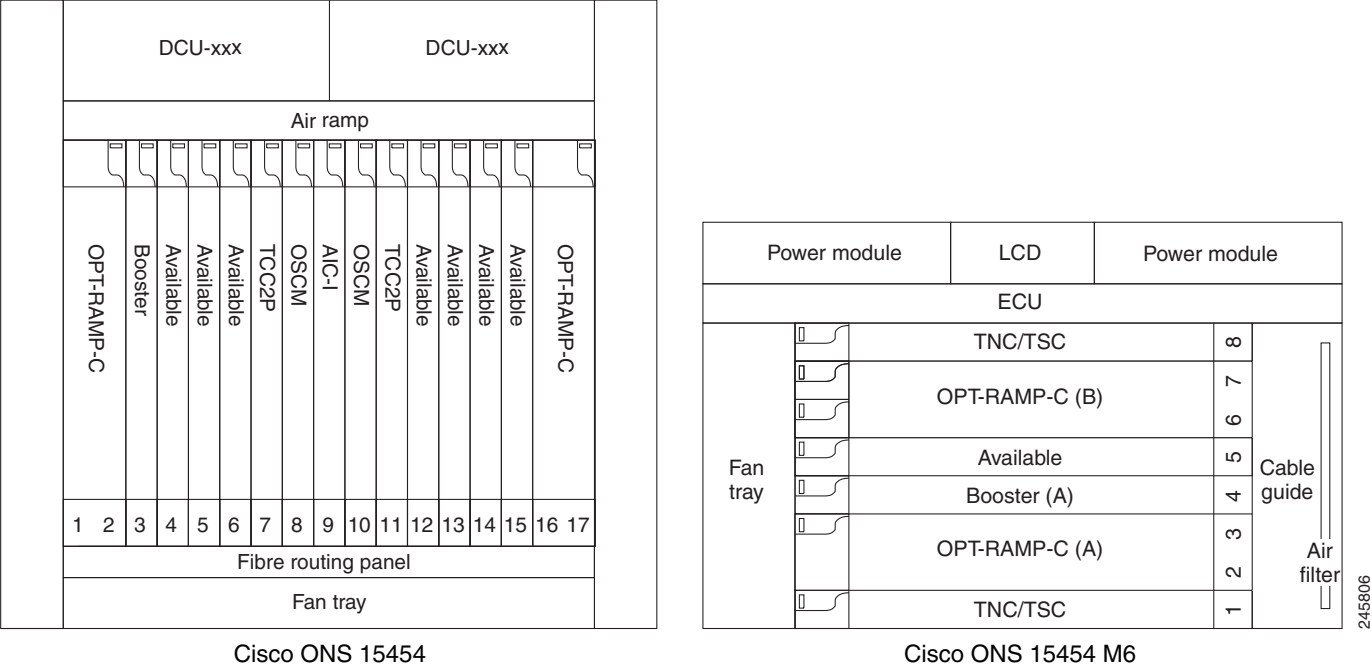 DCU-xxx DCU-xxx
Air ramp
OPT-RAMP-C
Booster
Available
Available
Available
TCC2P
OSCM
AIC-I
OSCM
TCC2P
Available
Available
Available
Available
OPT-RAMP-C
1 2 3 4 5 6 7 8 9 10 11 12 13 14 15 16 17
Fibre routing panel
Fan tray
Cisco ONS 15454
Power module LCD Power module
ECU
TNC/TSC 8
OPT-RAMP-C (B) 7 6
Available 5
Booster (A) 4
OPT-RAMP-C (A) 3 2
TNC/TSC 1
Fan
tray
Cable
guide
Air
filter
245806
Cisco ONS 15454 M6